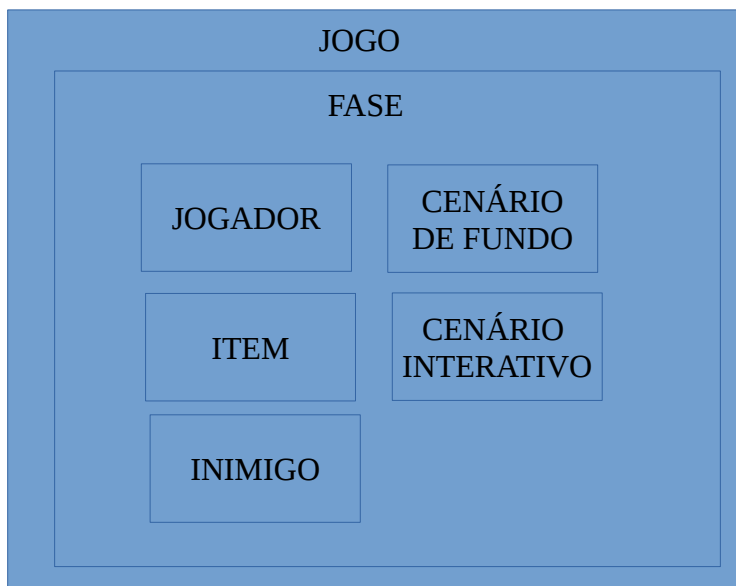 JOGO
FASE
JOGADOR
CENÁRIO
DE FUNDO
ITEM
CENÁRIO
INTERATIVO
INIMIGO